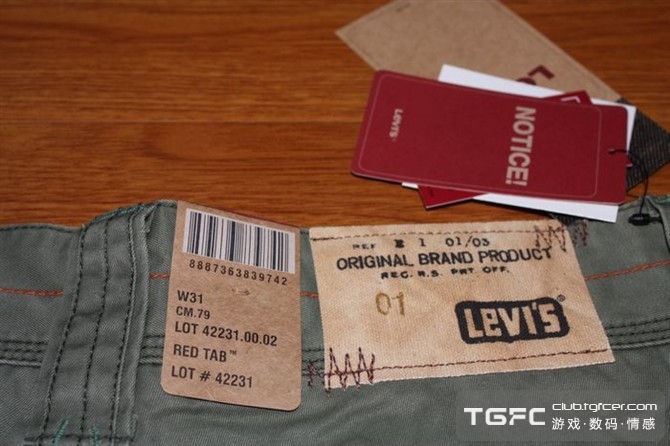 NOTICE!
Levi's
8887363839742
W31
CM.79
LOT 42231.00.02
RED TAB™
LOT # 42231
REF 1 01/03
ORIGINAL BRAND PRODUCT
REG. R.S. PAT. OFF.
01
Levi's®
TGFC club.tgfcer.com
游戏·数码·情感